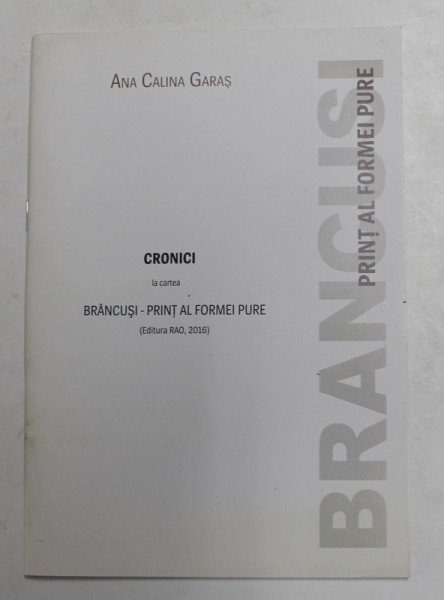 ANA CALINA GARAȘ
CRONICI
la cartea
BRÂNCUȘI - PRINȚ AL FORMEI PURE
(Editura RAO, 2016)
BRANCUSI
PRINȚ AL FORMEI PURE